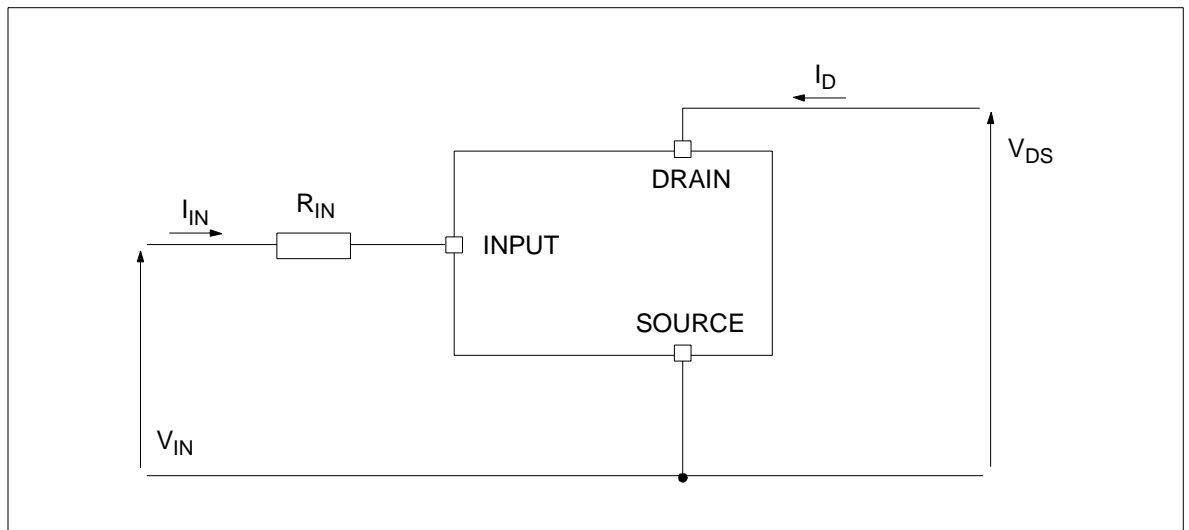 I_D
V_DS
DRAIN
I_IN
R_IN
INPUT
SOURCE
V_IN